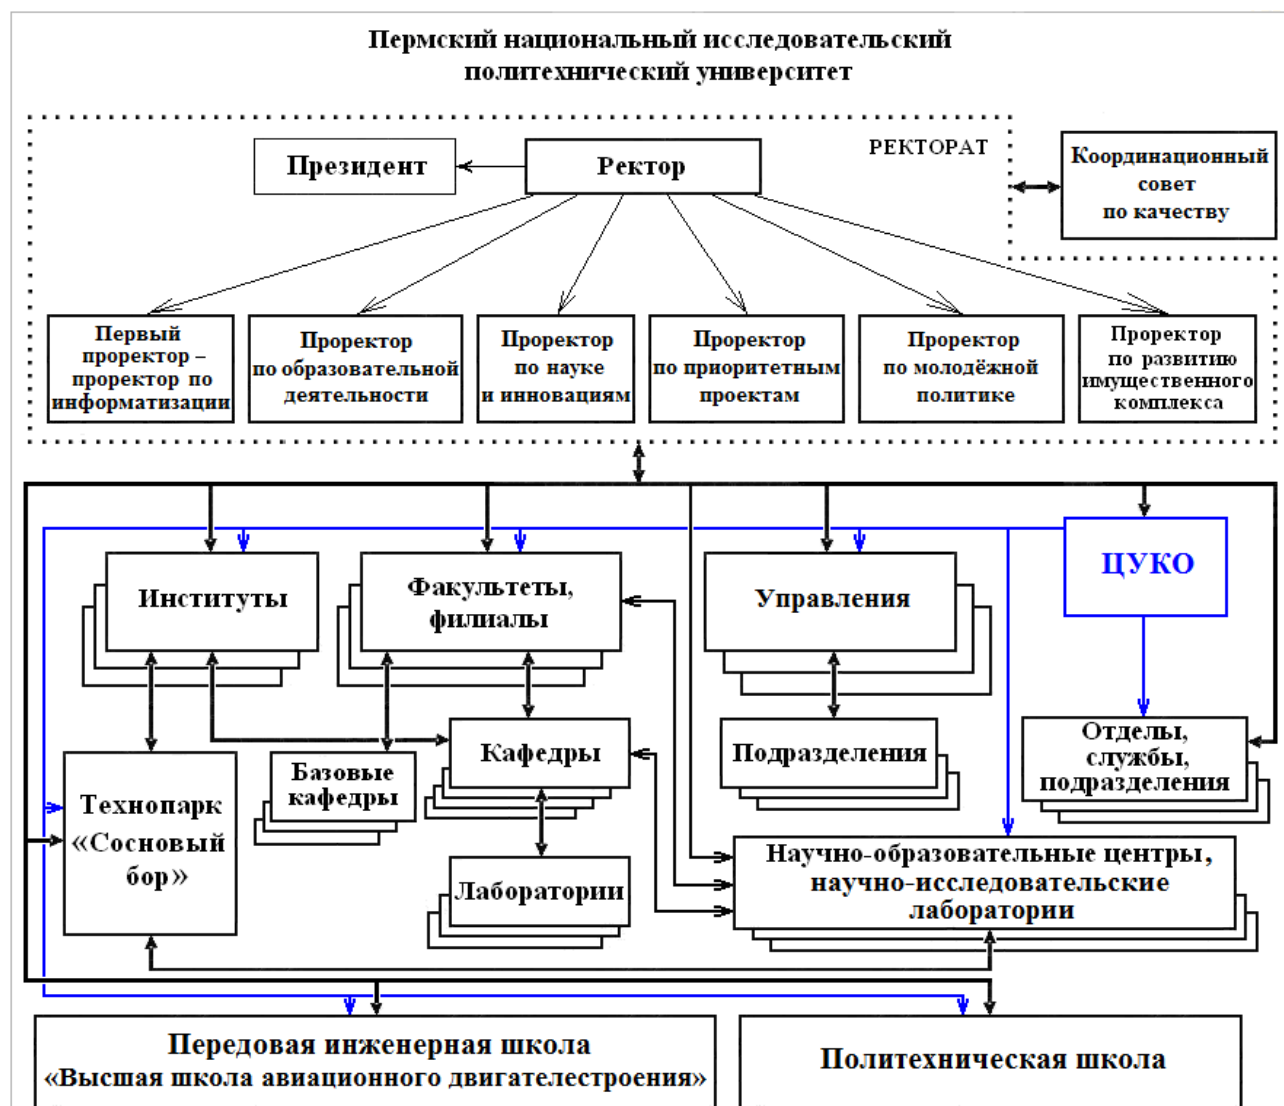 Пермский национальный исследовательский
политехнический университет
РЕКТОРАТ
Президент
Ректор
Координационный
совет
по качеству
Первый
проректор –
проректор по
информатизации
Проректор
по образовательной
деятельности
Проректор
по науке
и инновациям
Проректор
по приоритетным
проектам
Проректор
по молодёжной
политике
Проректор
по развитию
имущественного
комплекса
Институты
Факультеты,
филиалы
Управления
ЦУКО
Технопарк
«Сосновый
бор»
Базовые
кафедры
Кафедры
Подразделения
Отделы,
службы,
подразделения
Лаборатории
Научно-образовательные центры,
научно-исследовательские
лаборатории
Передовая инженерная школа
«Высшая школа авиационного двигателестроения»
Политехническая школа